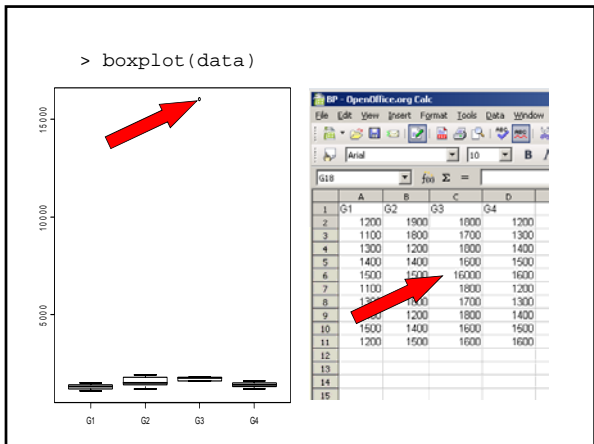 > boxplot(data)
15000
10000
5000
G1 G2 G3 G4
BP - OpenOffice.org Calc
File Edit View Insert Format Tools Data Window
Arial 10 B
G18 f(x) Σ =
A B C D
1 G1 G2 G3 G4
2 1200 1900 1800 1200
3 1100 1800 1700 1300
4 1300 1200 1800 1400
5 1400 1400 1600 1500
6 1500 1500 16000 1600
7 1100 1800 1200
8 1700 1300
9 1200 1800 1400
10 1500 1400 1600 1500
11 1200 1500 1600 1600
12
13
14
15